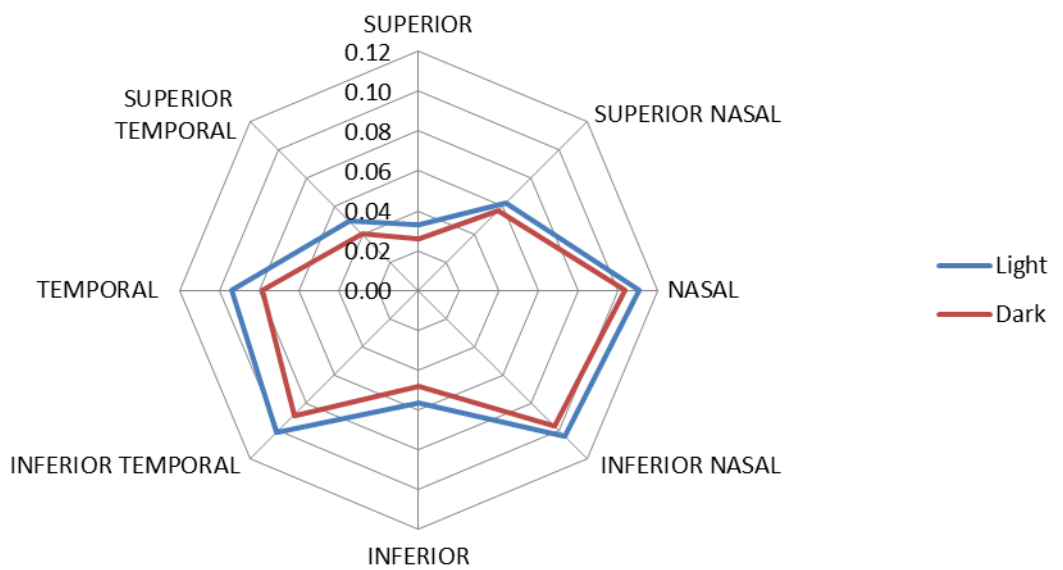 SUPERIOR
0.12
0.10
0.08
0.06
0.04
0.02
0.00
SUPERIOR
TEMPORAL
SUPERIOR NASAL
TEMPORAL
NASAL
Light
Dark
INFERIOR TEMPORAL
INFERIOR NASAL
INFERIOR